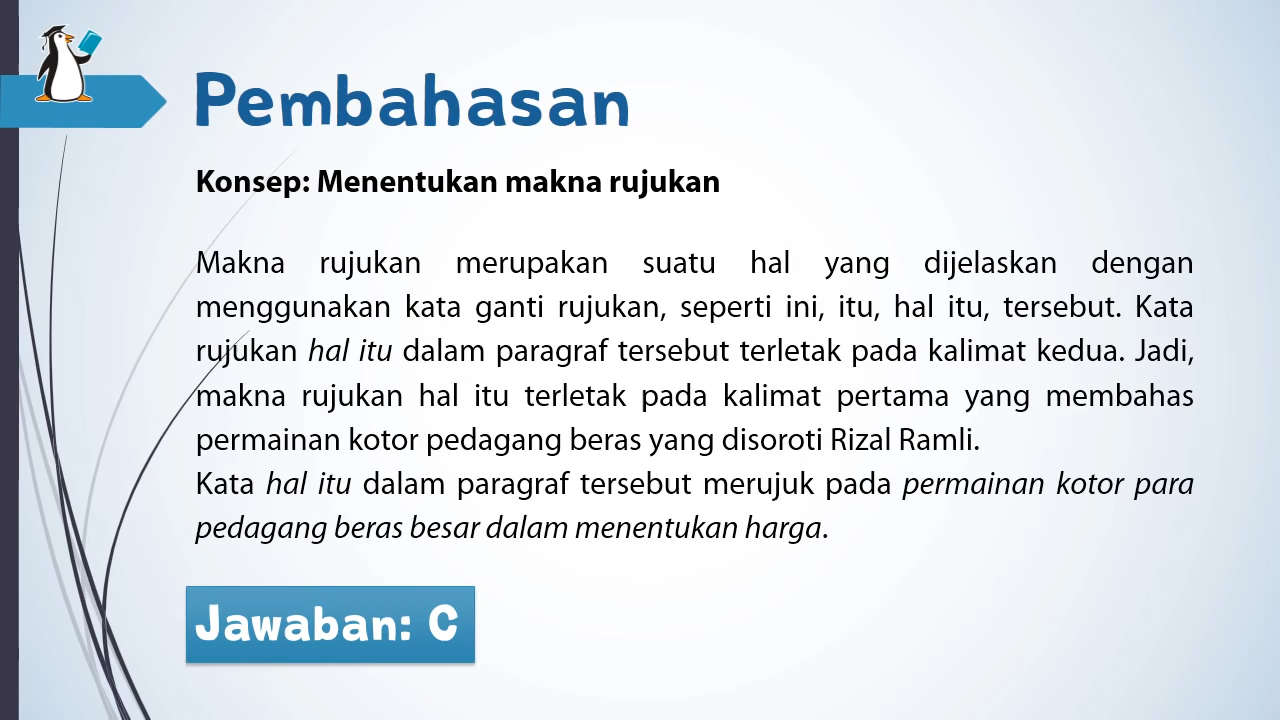 Pembahasan
Konsep: Menentukan makna rujukan
Makna rujukan merupakan suatu hal yang dijelaskan dengan
menggunakan kata ganti rujukan, seperti ini, itu, hal itu, tersebut. Kata
rujukan hal itu dalam paragraf tersebut terletak pada kalimat kedua. Jadi,
makna rujukan hal itu terletak pada kalimat pertama yang membahas
permainan kotor pedagang beras yang disoroti Rizal Ramli.
Kata hal itu dalam paragraf tersebut merujuk pada permainan kotor para
pedagang beras besar dalam menentukan harga.
Jawaban: C